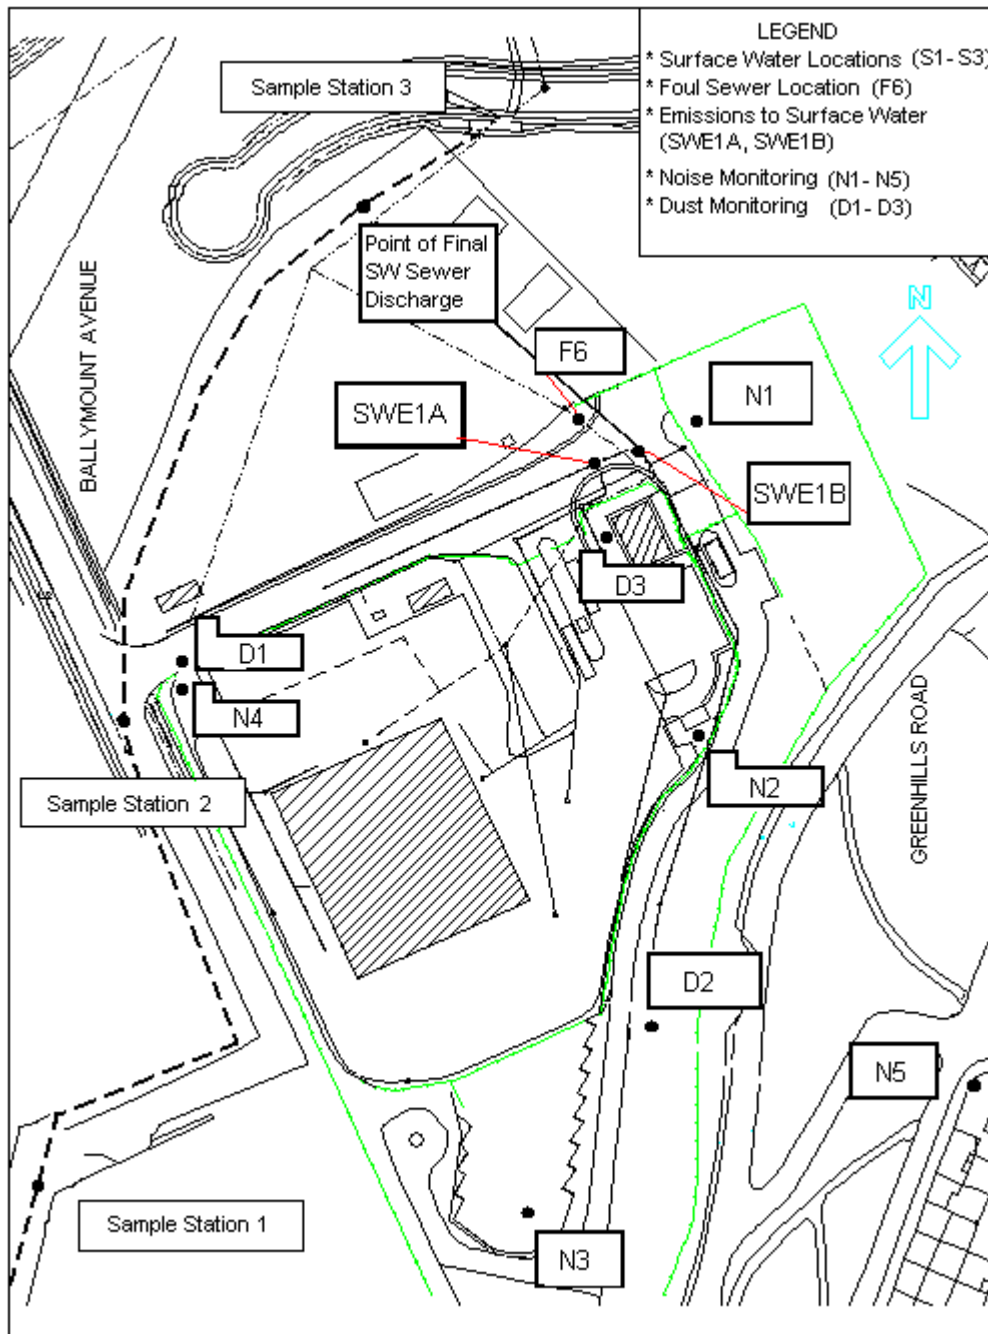 LEGEND
* Surface Water Locations (S1-S3)
* Foul Sewer Location (F6)
* Emissions to Surface Water
(SWE1A, SWE1B)
* Noise Monitoring (N1-N5)
* Dust Monitoring (D1-D3)
Sample Station 3
Point of Final
SW Sewer
Discharge
BALLYMOUNT AVENUE
N
F6
N1
SWE1A
SWE1B
D3
D1
N4
N2
Sample Station 2
GREENHILLS ROAD
D2
N5
Sample Station 1
N3